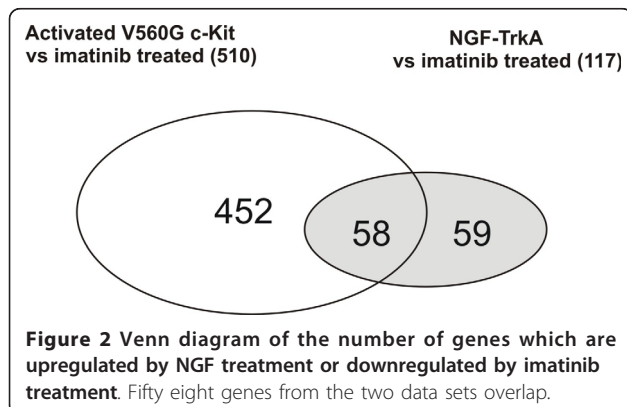 Activated V560G c-Kit
vs imatinib treated (510)
NGF-TrkA
vs imatinib treated (117)
452
58
59
Figure 2 Venn diagram of the number of genes which are
upregulated by NGF treatment or downregulated by imatinib
treatment. Fifty eight genes from the two data sets overlap.